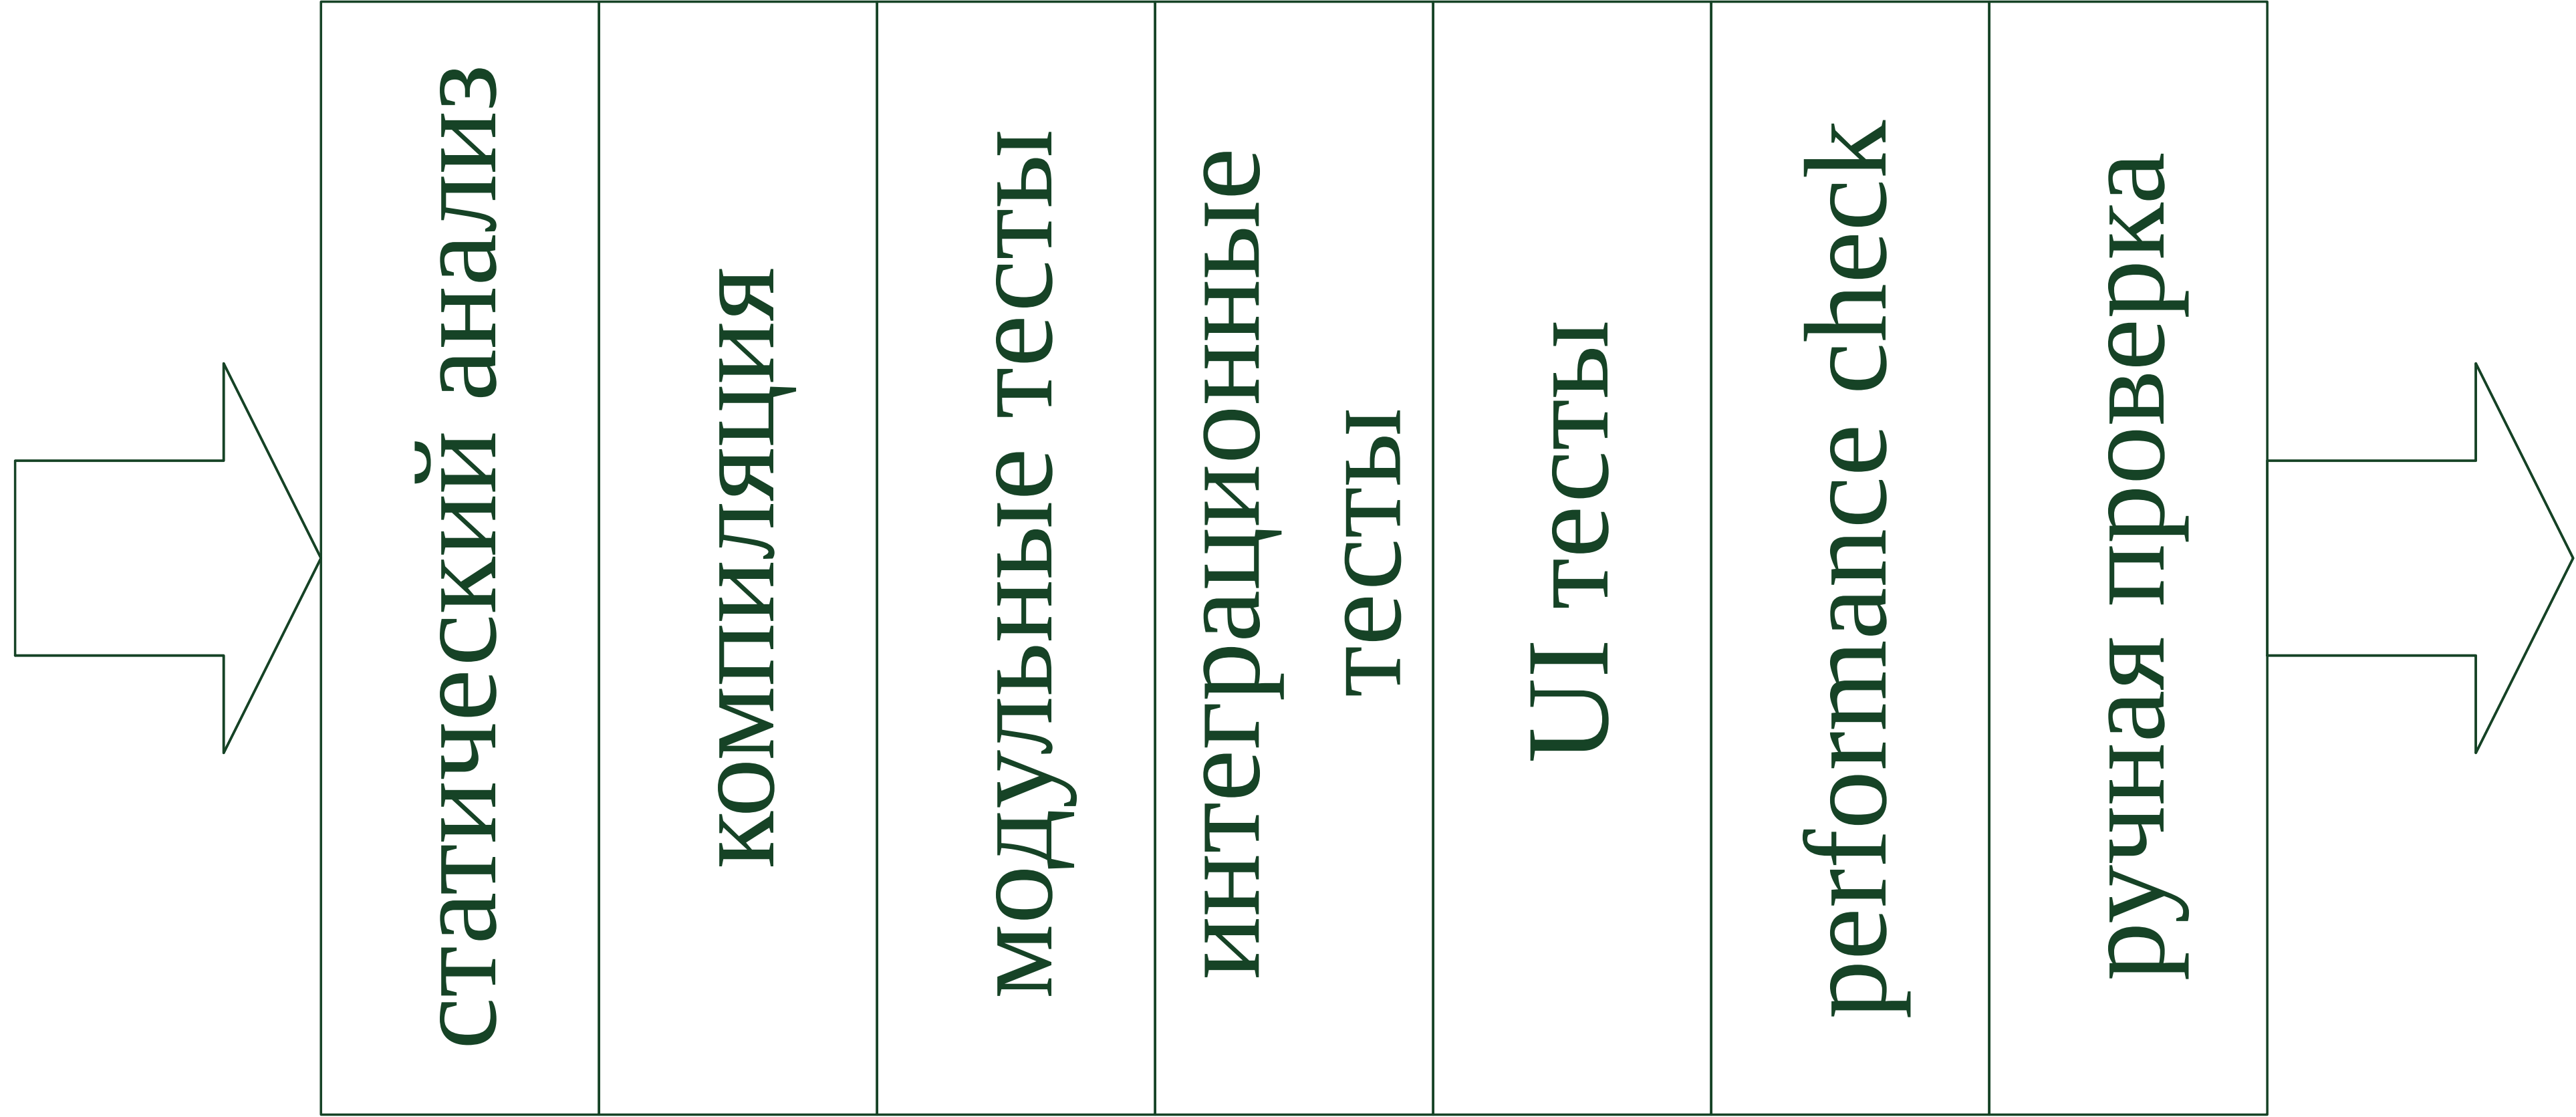 статический анализ
компиляция
модульные тесты
интеграционные
тесты
UI тесты
performance check
ручная проверка